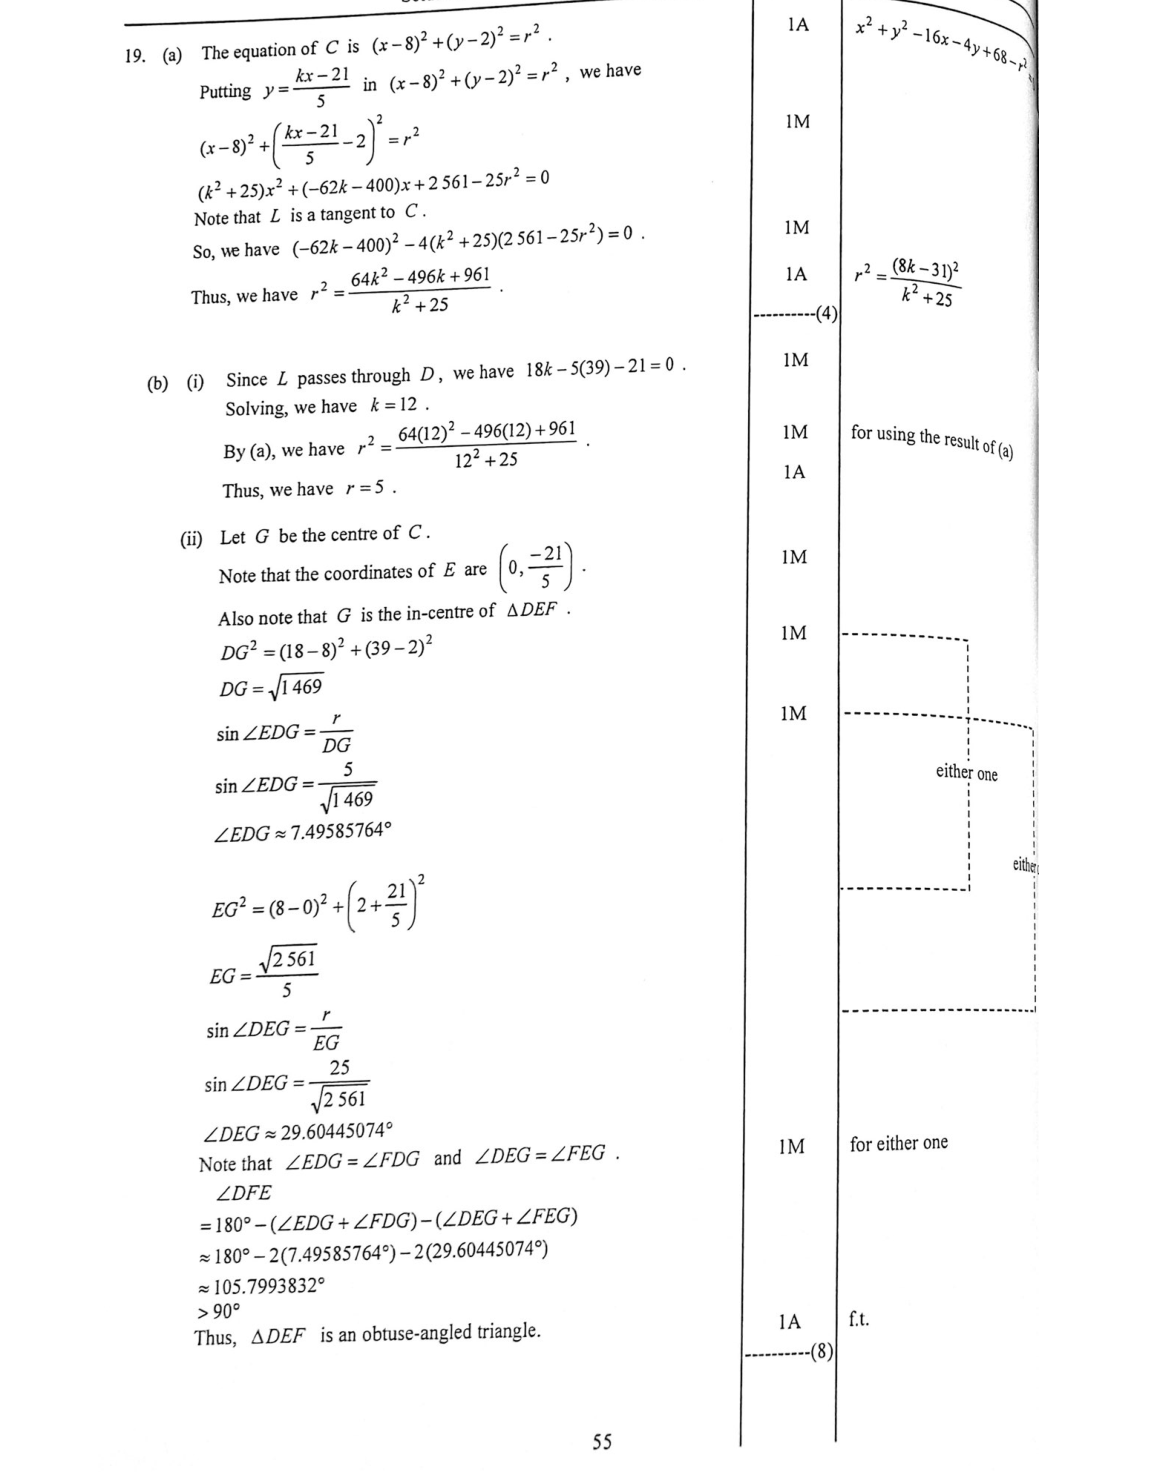 19. (a) The equation of C is (x−8)² + (y−2)² = r² . 1A x² + y² −16x −4y + 68 − r²
Putting y = (kx−21)/5 in (x−8)² + (y−2)² = r² , we have
(x−8)² + ((kx−21)/5 − 2)² = r² 1M
(k² + 25)x² + (−62k − 400)x + 2 561 − 25r² = 0
Note that L is a tangent to C .
So, we have (−62k − 400)² − 4(k² + 25)(2 561 − 25r²) = 0 . 1M
Thus, we have r² = (64k² − 496k + 961)/(k² + 25) . 1A r² = (8k − 31)²/(k² + 25)
----------(4)
(b) (i) Since L passes through D , we have 18k − 5(39) − 21 = 0 . 1M
Solving, we have k = 12 .
By (a), we have r² = (64(12)² − 496(12) + 961)/(12² + 25) . 1M for using the result of (a)
Thus, we have r = 5 . 1A
(ii) Let G be the centre of C .
Note that the coordinates of E are (0, −21/5) . 1M
Also note that G is the in-centre of ΔDEF .
DG² = (18 − 8)² + (39 − 2)² 1M
DG = √1 469
sin ∠EDG = r/DG 1M
sin ∠EDG = 5/√1 469 either one
∠EDG ≈ 7.49585764°
either
EG² = (8 − 0)² + (2 + 21/5)²
EG = √2 561/5
sin ∠DEG = r/EG
sin ∠DEG = 25/√2 561
∠DEG ≈ 29.60445074°
Note that ∠EDG = ∠FDG and ∠DEG = ∠FEG . 1M for either one
∠DFE
= 180° − (∠EDG + ∠FDG) − (∠DEG + ∠FEG)
≈ 180° − 2(7.49585764°) − 2(29.60445074°)
≈ 105.7993832°
> 90°
Thus, ΔDEF is an obtuse-angled triangle. 1A f.t.
----------(8)
55